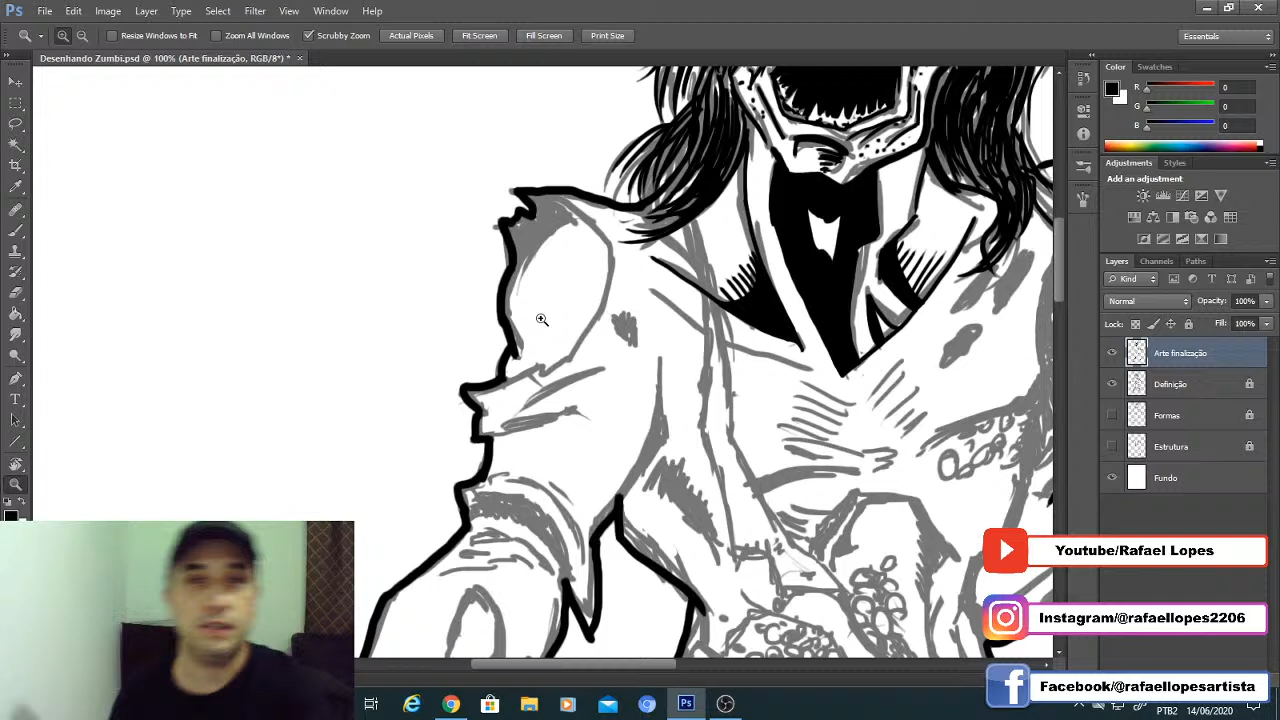 Ps File Edit Image Layer Type Select Filter View Window Help
Resize Windows to Fit Zoom All Windows Scrubby Zoom Actual Pixels Fit Screen Fill Screen Print Size Essentials
Desenhando Zumbi.psd @ 100% (Arte finalização, RGB/8*) * ×
Color Swatches
R 0
G 0
B 0
Adjustments Styles
Add an adjustment
Layers Channels Paths
Kind
Normal Opacity: 100%
Lock: Fill: 100%
Arte finalização
Definição
Formas
Estrutura
Fundo
Youtube/Rafael Lopes
Instagram/@rafaellopes2206
Facebook/@rafaellopesartista
Ps
PTB2 14/06/2020